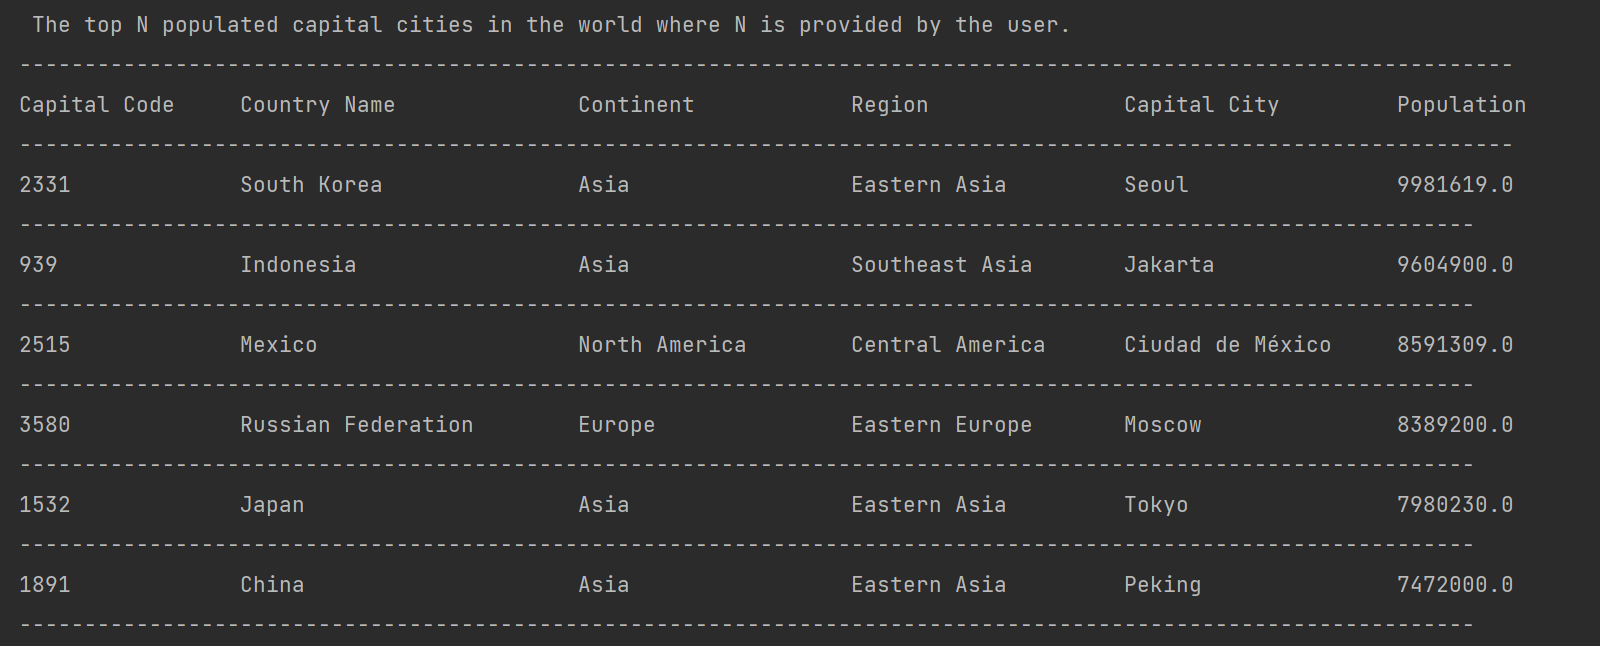 The top N populated capital cities in the world where N is provided by the user.
-------------------------------------------------------------------------------------------------------------------
Capital Code     Country Name              Continent            Region               Capital City         Population
-------------------------------------------------------------------------------------------------------------------
2331             South Korea               Asia                 Eastern Asia         Seoul                9981619.0
----------------------------------------------------------------------------------------------------------------
939              Indonesia                 Asia                 Southeast Asia       Jakarta              9604900.0
----------------------------------------------------------------------------------------------------------------
2515             Mexico                    North America        Central America      Ciudad de México     8591309.0
----------------------------------------------------------------------------------------------------------------
3580             Russian Federation        Europe               Eastern Europe       Moscow               8389200.0
----------------------------------------------------------------------------------------------------------------
1532             Japan                     Asia                 Eastern Asia         Tokyo                7980230.0
----------------------------------------------------------------------------------------------------------------
1891             China                     Asia                 Eastern Asia         Peking               7472000.0
----------------------------------------------------------------------------------------------------------------